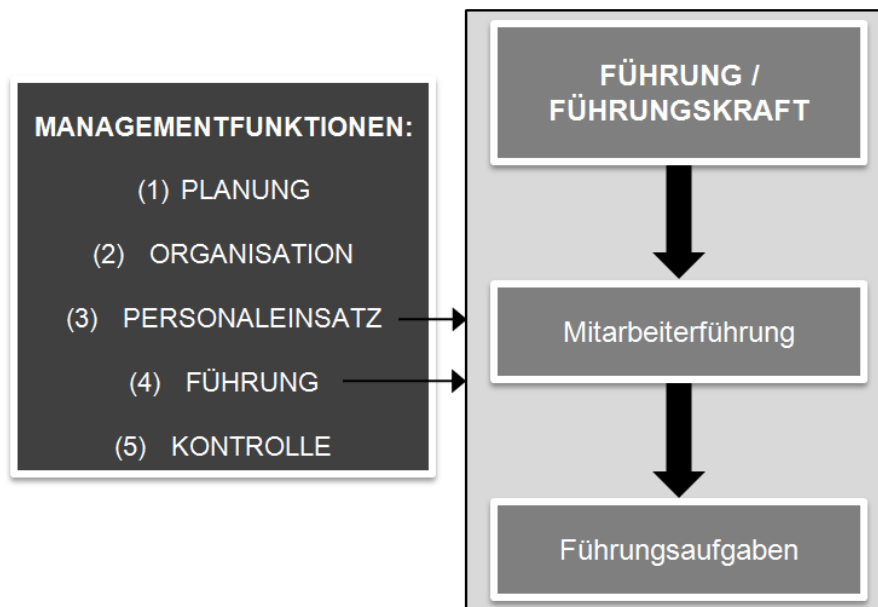 MANAGEMENTFUNKTIONEN:
(1) PLANUNG
(2) ORGANISATION
(3) PERSONALEINSATZ
(4) FÜHRUNG
(5) KONTROLLE
FÜHRUNG /
FÜHRUNGSKRAFT
Mitarbeiterführung
Führungsaufgaben